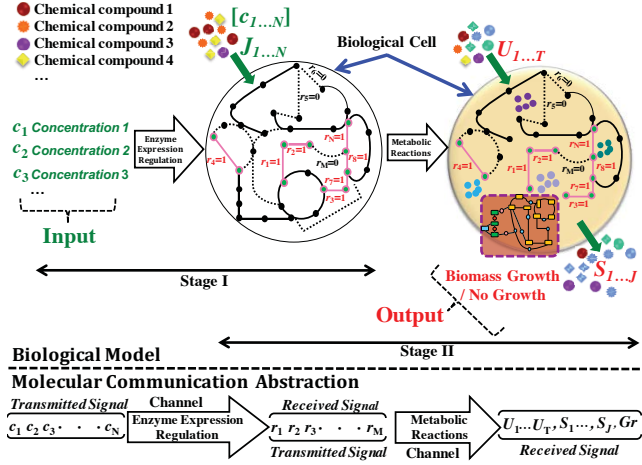 Chemical compound 1
Chemical compound 2
Chemical compound 3
Chemical compound 4
...
[c1...N]
J1...N
Biological Cell
U1...T
c1 Concentration 1
c2 Concentration 2
c3 Concentration 3
...
Input
Enzyme
Expression
Regulation
r6=0
r5=0
rN=1
r4=1
r2=1
r1=1
r8=1
rM=0
r7=1
r3=1
Metabolic
Reactions
r6=0
r5=0
rN=1
r4=1
r2=1
r1=1
r8=1
rM=0
r7=1
r3=1
S1...J
Biomass Growth
/ No Growth
Output
Stage I
Stage II
Biological Model
Molecular Communication Abstraction
Transmitted Signal
c1 c2 c3 · · · cN
Channel
Enzyme Expression
Regulation
Received Signal
r1 r2 r3 · · · rM
Transmitted Signal
Metabolic
Reactions
Channel
U1...UT, S1..., SJ, Gr
Received Signal